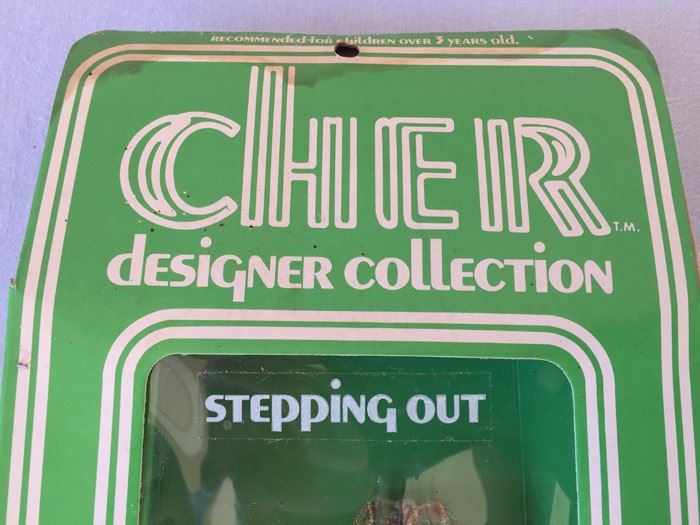 RECOMMENDED FOR CHILDREN OVER 3 YEARS OLD.
CHER T.M.
DESIGNER COLLECTION
STEPPING OUT